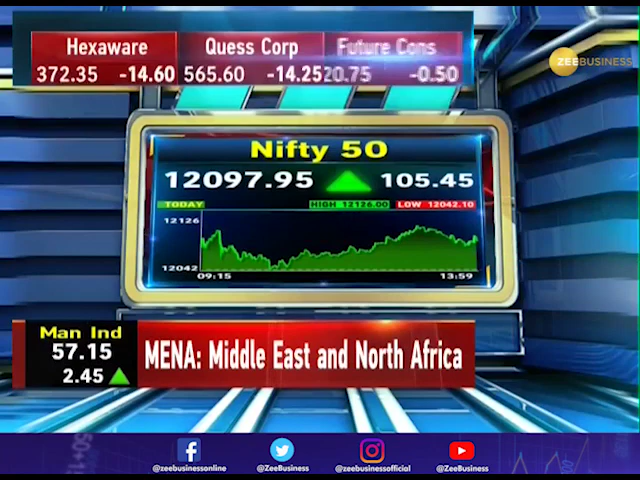 Hexaware
Quess Corp
Future Cons
372.35 -14.60
565.60 -14.25
20.75 -0.50
ZEEBUSINESS
Nifty 50
12097.95 105.45
TODAY
HIGH 12126.00
LOW 12042.10
12126
12042
09:15
13:59
Man Ind
57.15
2.45
MENA: Middle East and North Africa
@zeebusinessonline
@ZeeBusiness
@zeebusinessofficial
@ZeeBusiness